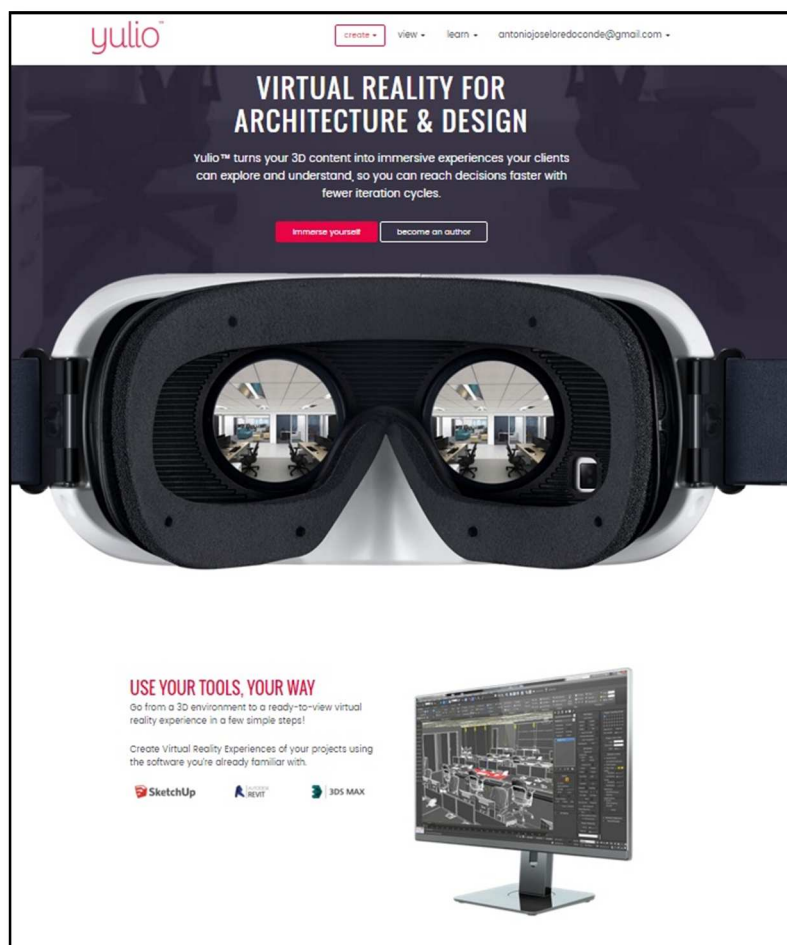 yulio™
create
view
learn
antoniojoseloredoconde@gmail.com
VIRTUAL REALITY FOR
ARCHITECTURE & DESIGN
Yulio™ turns your 3D content into immersive experiences your clients
can explore and understand, so you can reach decisions faster with
fewer iteration cycles.
Immerse yourself
become an author
USE YOUR TOOLS, YOUR WAY
Go from a 3D environment to a ready-to-view virtual
reality experience in a few simple steps!
Create Virtual Reality Experiences of your projects using
the software you're already familiar with.
SketchUp
AUTODESK
REVIT
3DS MAX